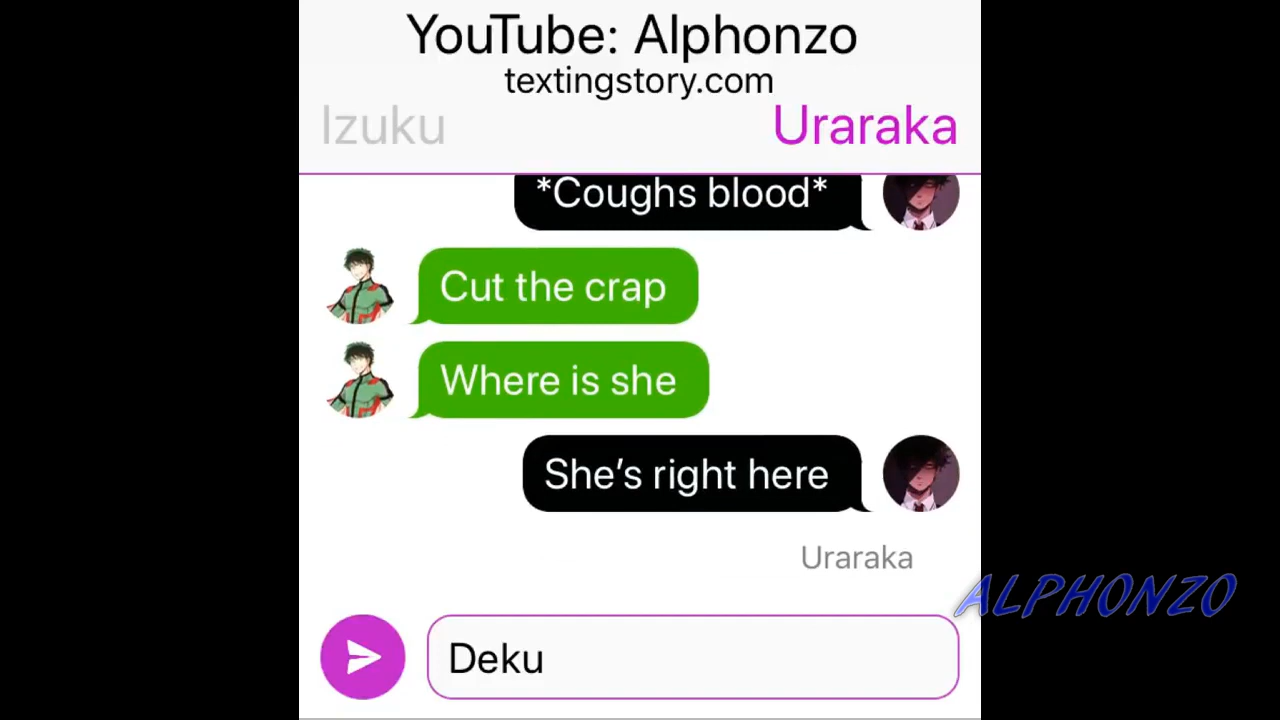 YouTube: Alphonzo
textingstory.com
Izuku Uraraka
*Coughs blood*
Cut the crap
Where is she
She’s right here
Uraraka
ALPHONZO
Deku